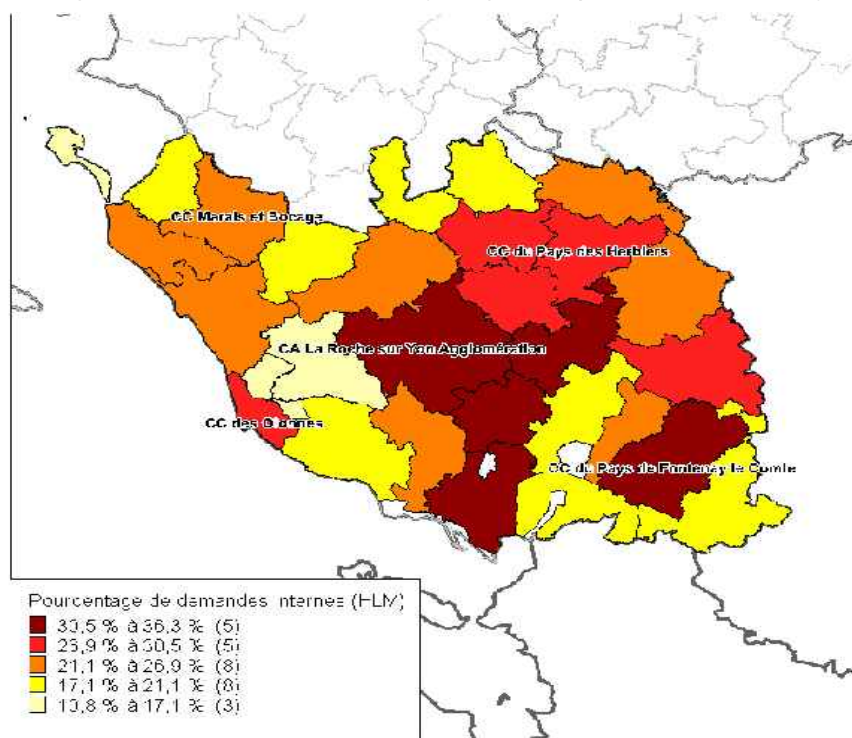 CC Marais et Bocage
CC du Pays des Herbiers
CA La Roche sur Yon Agglomération
CC des Olonnes
CC du Pays de Fontenay le Comte
Pourcentage de demandes internes (HLM)
30,5 % à 36,3 % (5)
26,9 % à 30,5 % (5)
21,1 % à 26,9 % (8)
17,1 % à 21,1 % (8)
à 17,1 % (3)